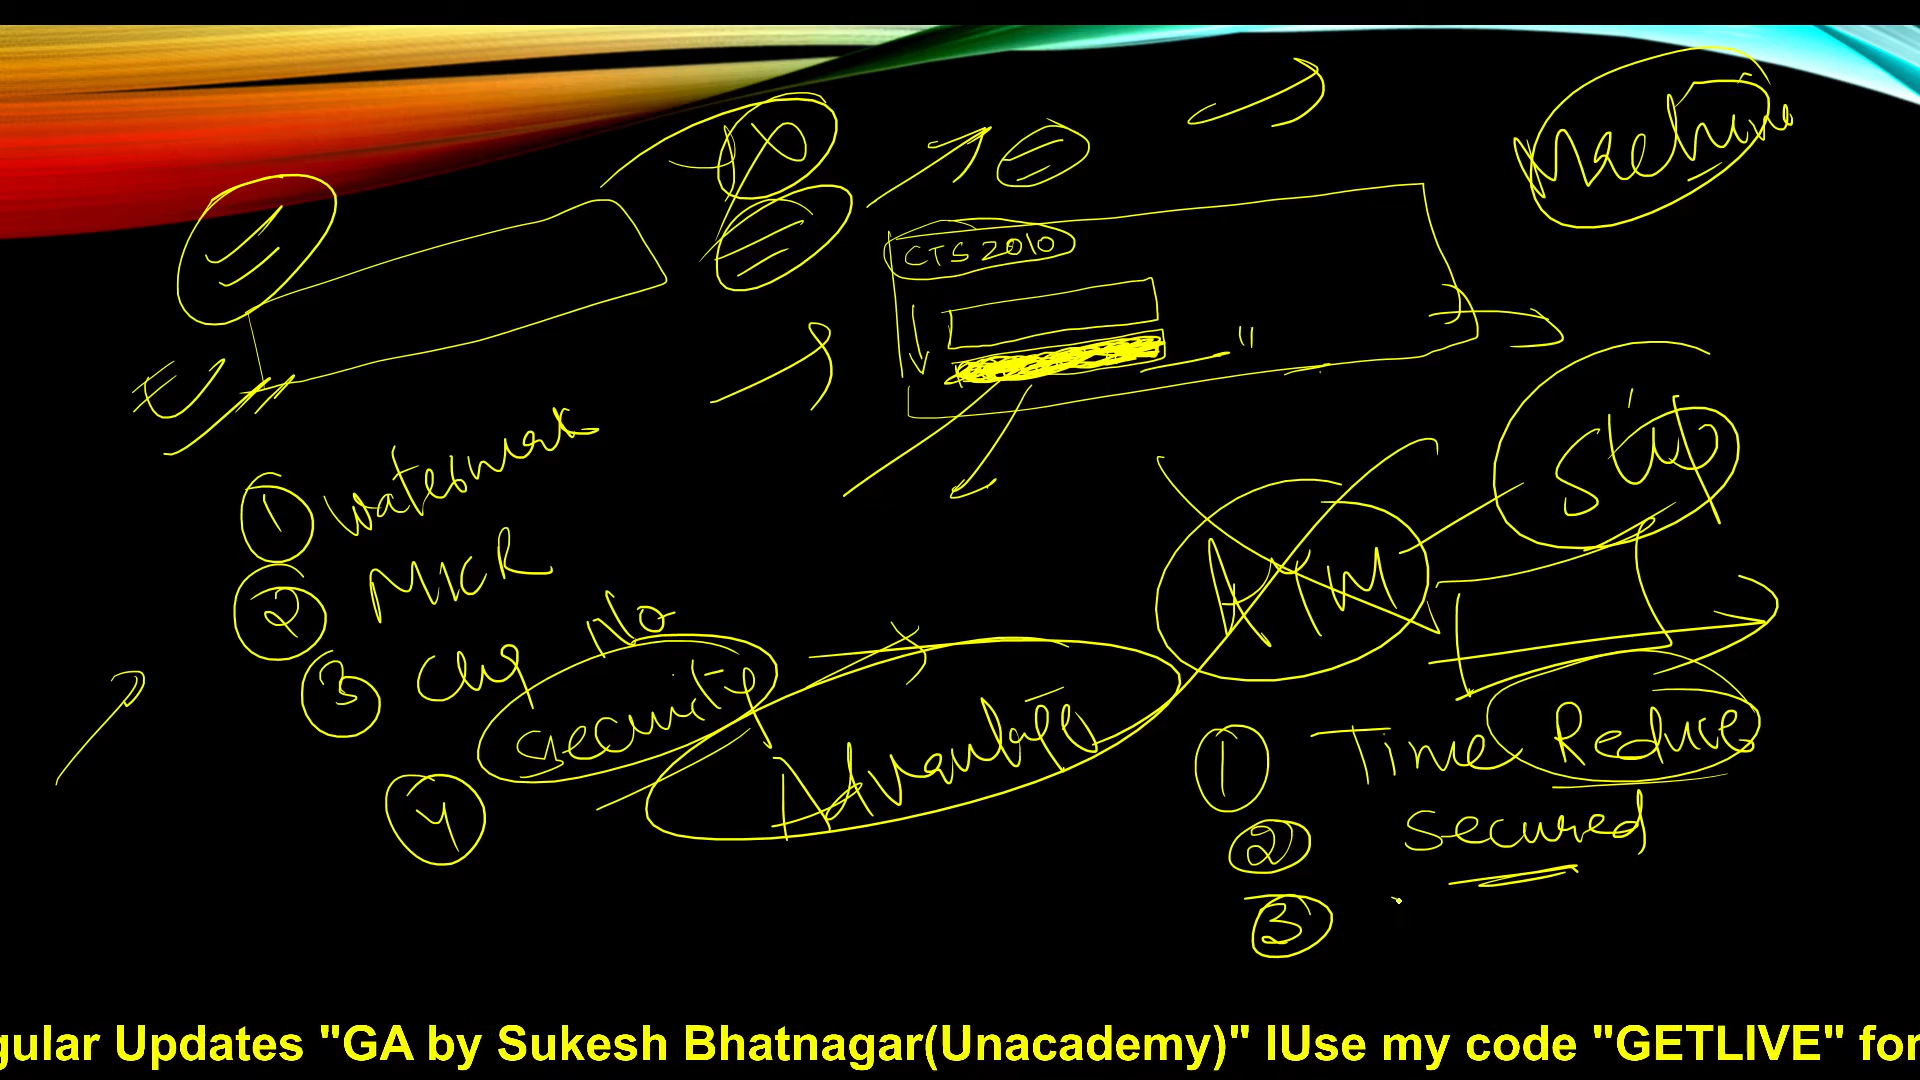 Machine
CTS 2010
① watermark
② MICR
③ Chq No
security
④
Advantage
ATM
Slip
① Time Reduce
② secured
③
gular Updates "GA by Sukesh Bhatnagar(Unacademy)" IUse my code "GETLIVE" for